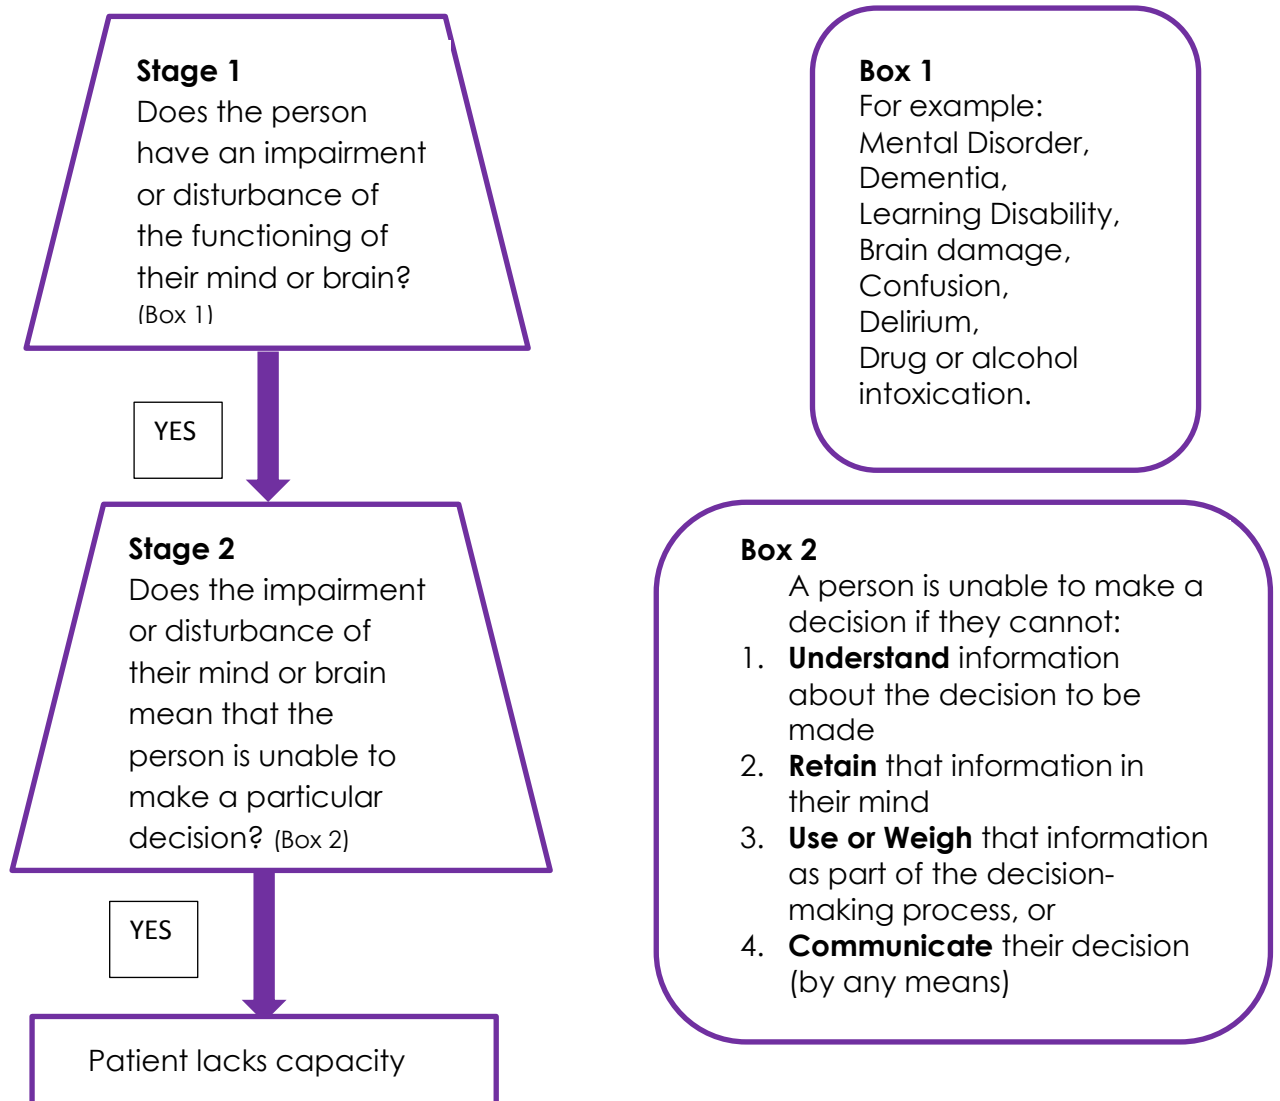 Stage 1
Does the person
have an impairment
or disturbance of
the functioning of
their mind or brain?
(Box 1)
Box 1
For example:
Mental Disorder,
Dementia,
Learning Disability,
Brain damage,
Confusion,
Delirium,
Drug or alcohol
intoxication.
YES
Stage 2
Does the impairment
or disturbance of
their mind or brain
mean that the
person is unable to
make a particular
decision? (Box 2)
Box 2
A person is unable to make a
decision if they cannot:
1. Understand information
about the decision to be
made
2. Retain that information in
their mind
3. Use or Weigh that information
as part of the decision-
making process, or
4. Communicate their decision
(by any means)
YES
Patient lacks capacity